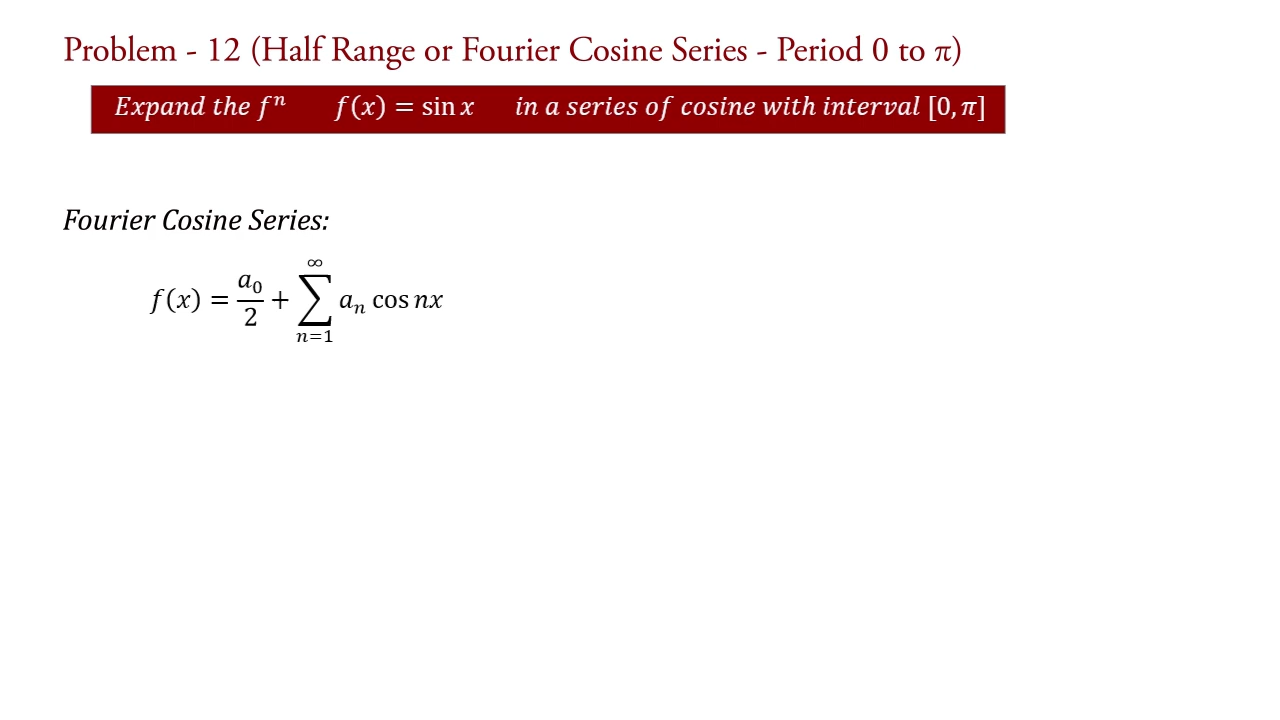 Problem - 12 (Half Range or Fourier Cosine Series - Period 0 to π)
Expand the fⁿ f(x) = sin x in a series of cosine with interval [0, π]
Fourier Cosine Series:
f(x) = a₀/2 + ∑_{n=1}^{∞} aₙ cos nx